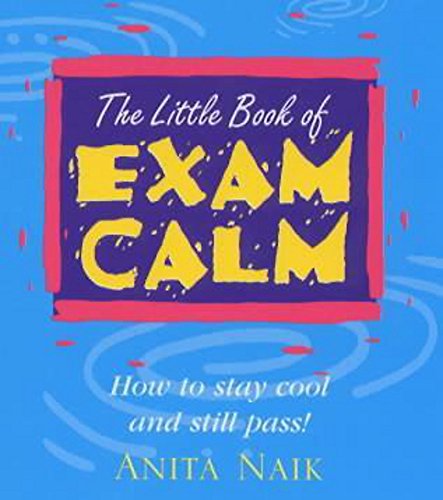 The Little Book of
EXAM
CALM
How to stay cool
and still pass!
ANITA NAIK